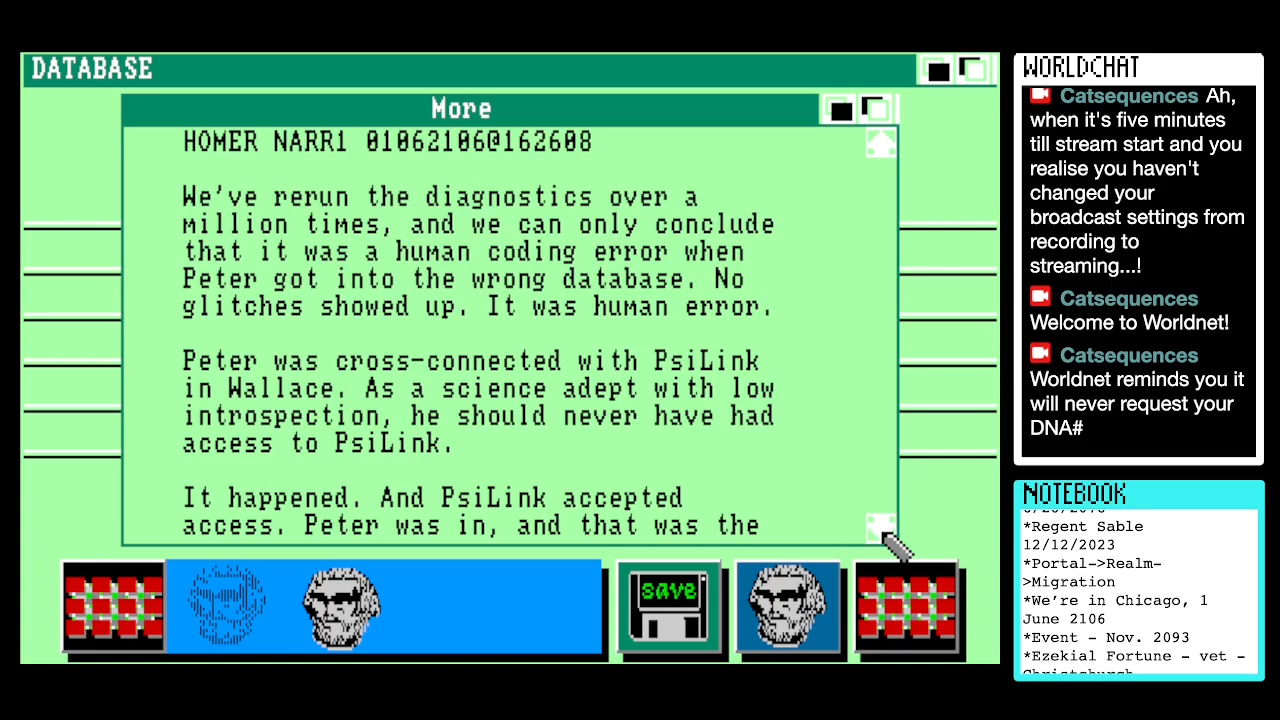 DATABASE
More
HOMER NARR1 01062106@162608
We've rerun the diagnostics over a
million times, and we can only conclude
that it was a human coding error when
Peter got into the wrong database. No
glitches showed up. It was human error.
Peter was cross-connected with PsiLink
in Wallace. As a science adept with low
introspection, he should never have had
access to PsiLink.
It happened. And PsiLink accepted
access. Peter was in, and that was the
save
WORLDCHAT
Catsequences Ah,
when it's five minutes
till stream start and you
realise you haven't
changed your
broadcast settings from
recording to
streaming...!
Catsequences
Welcome to Worldnet!
Catsequences
Worldnet reminds you it
will never request your
DNA#
NOTEBOOK
*Regent Sable
12/12/2023
*Portal->Realm-
>Migration
*We're in Chicago, 1
June 2106
*Event - Nov. 2093
*Ezekial Fortune - vet -
Christchurch